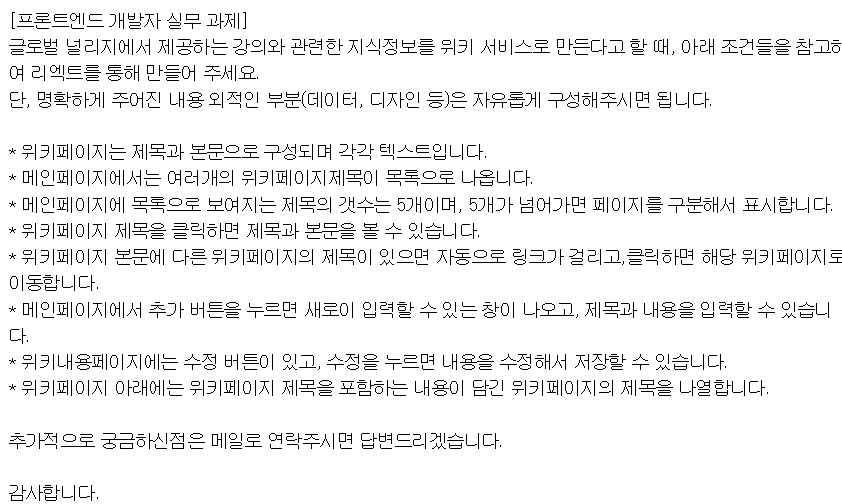 [프론트엔드 개발자 실무 과제]
글로벌 널리지에서 제공하는 강의와 관련한 지식정보를 위키 서비스로 만든다고 할 때, 아래 조건들을 참고하
여 리엑트를 통해 만들어 주세요.
단, 명확하게 주어진 내용 외적인 부분(데이터, 디자인 등)은 자유롭게 구성해주시면 됩니다.
* 위키페이지는 제목과 본문으로 구성되며 각각 텍스트입니다.
* 메인페이지에서는 여러개의 위키페이지제목이 목록으로 나옵니다.
* 메인페이지에 목록으로 보여지는 제목의 갯수는 5개이며, 5개가 넘어가면 페이지를 구분해서 표시합니다.
* 위키페이지 제목을 클릭하면 제목과 본문을 볼 수 있습니다.
* 위키페이지 본문에 다른 위키페이지의 제목이 있으면 자동으로 링크가 걸리고,클릭하면 해당 위키페이지로
이동합니다.
* 메인페이지에서 추가 버튼을 누르면 새로이 입력할 수 있는 창이 나오고, 제목과 내용을 입력할 수 있습니
다.
* 위키내용페이지에는 수정 버튼이 있고, 수정을 누르면 내용을 수정해서 저장할 수 있습니다.
* 위키페이지 아래에는 위키페이지 제목을 포함하는 내용이 담긴 위키페이지의 제목을 나열합니다.
추가적으로 궁금하신점은 메일로 연락주시면 답변드리겠습니다.
감사합니다.